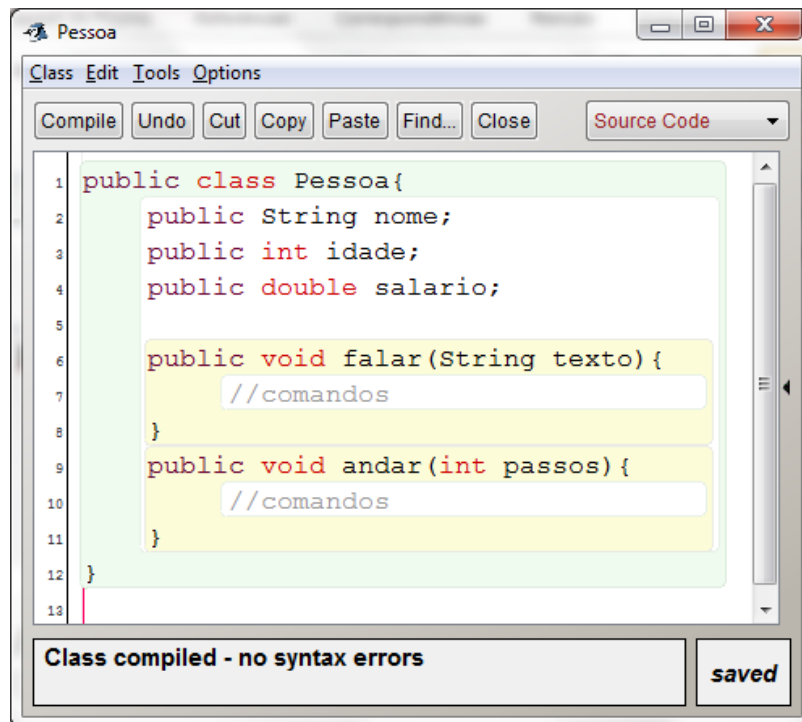 Pessoa
Class Edit Tools Options
Compile Undo Cut Copy Paste Find... Close Source Code
1 public class Pessoa{
2 public String nome;
3 public int idade;
4 public double salario;
5
6 public void falar(String texto){
7 //comandos
8 }
9 public void andar(int passos){
10 //comandos
11 }
12 }
13
Class compiled - no syntax errors
saved